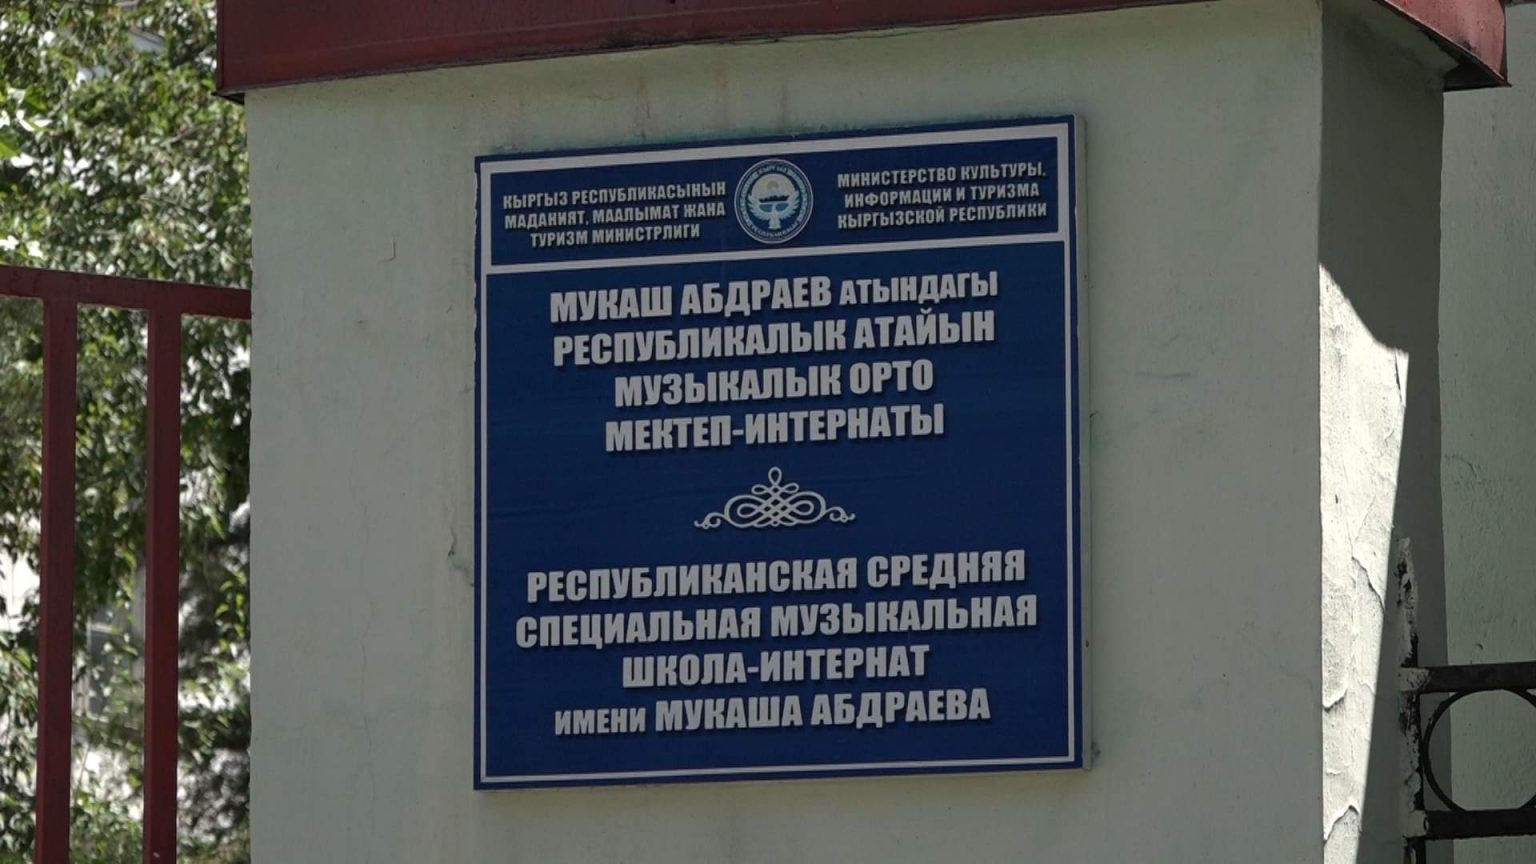 КЫРГЫЗ РЕСПУБЛИКАСЫНЫН
МАДАНИЯТ, МААЛЫМАТ ЖАНА
ТУРИЗМ МИНИСТРЛИГИ
МИНИСТЕРСТВО КУЛЬТУРЫ,
ИНФОРМАЦИИ И ТУРИЗМА
КЫРГЫЗСКОЙ РЕСПУБЛИКИ
МУКАШ АБДРАЕВ АТЫНДАГЫ
РЕСПУБЛИКАЛЫК АТАЙЫН
МУЗЫКАЛЫК ОРТО
МЕКТЕП-ИНТЕРНАТЫ
РЕСПУБЛИКАНСКАЯ СРЕДНЯЯ
СПЕЦИАЛЬНАЯ МУЗЫКАЛЬНАЯ
ШКОЛА-ИНТЕРНАТ
ИМЕНИ МУКАША АБДРАЕВА